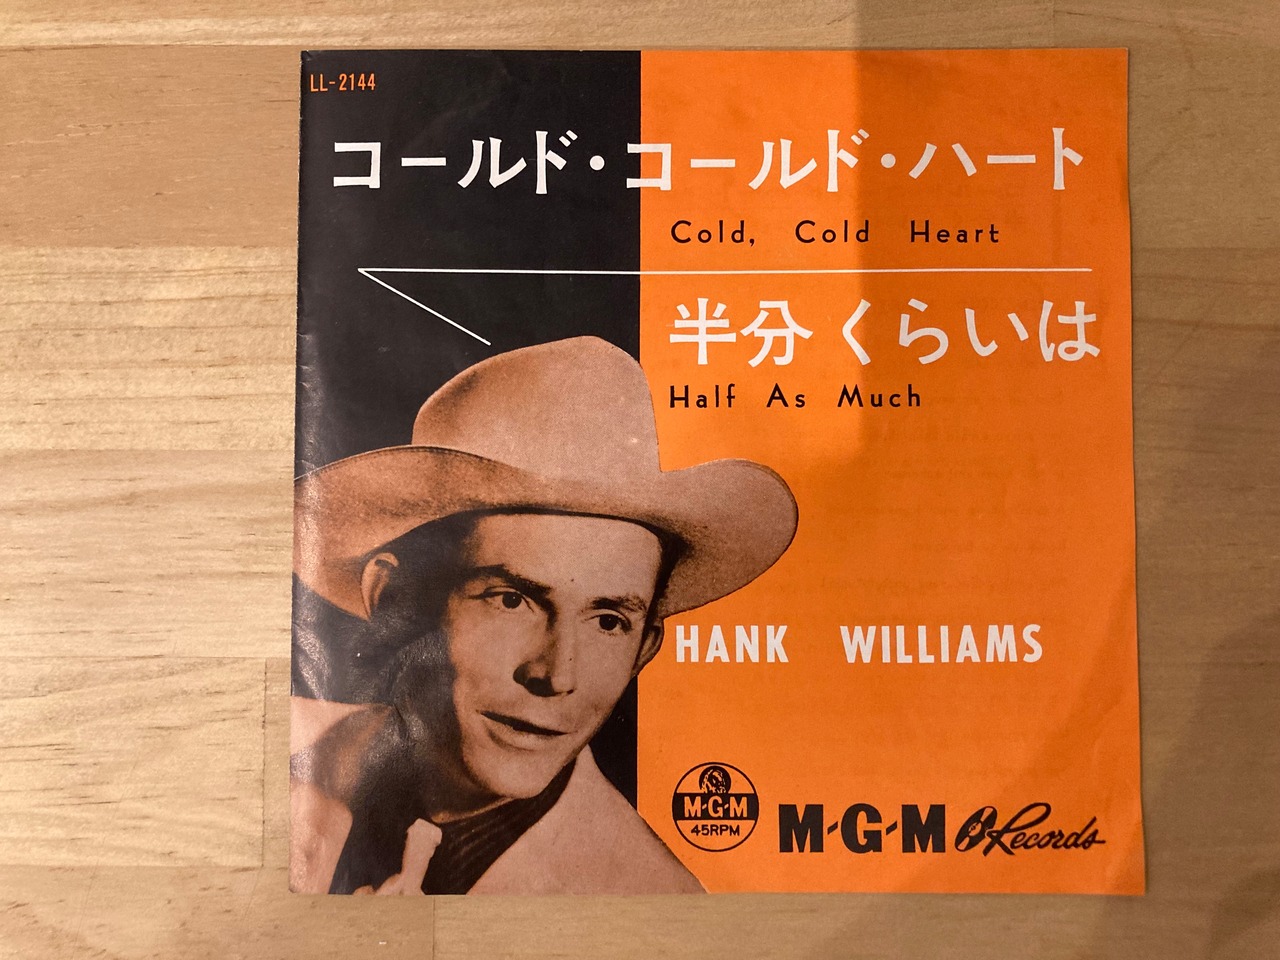 LL-2144
コールド・コールド・ハート
Cold, Cold Heart
半分くらいは
Half As Much
HANK WILLIAMS
M-G-M
45RPM
M-G-M Records